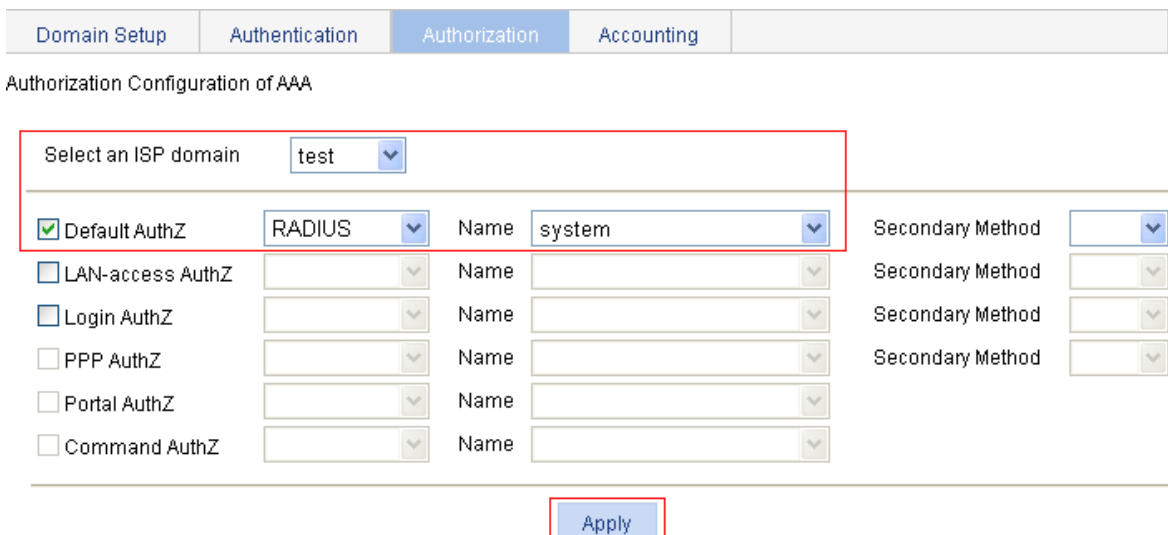 Domain Setup Authentication Authorization Accounting
Authorization Configuration of AAA
Select an ISP domain test
Default AuthZ RADIUS Name system Secondary Method
LAN-access AuthZ Name Secondary Method
Login AuthZ Name Secondary Method
PPP AuthZ Name Secondary Method
Portal AuthZ Name
Command AuthZ Name
Apply